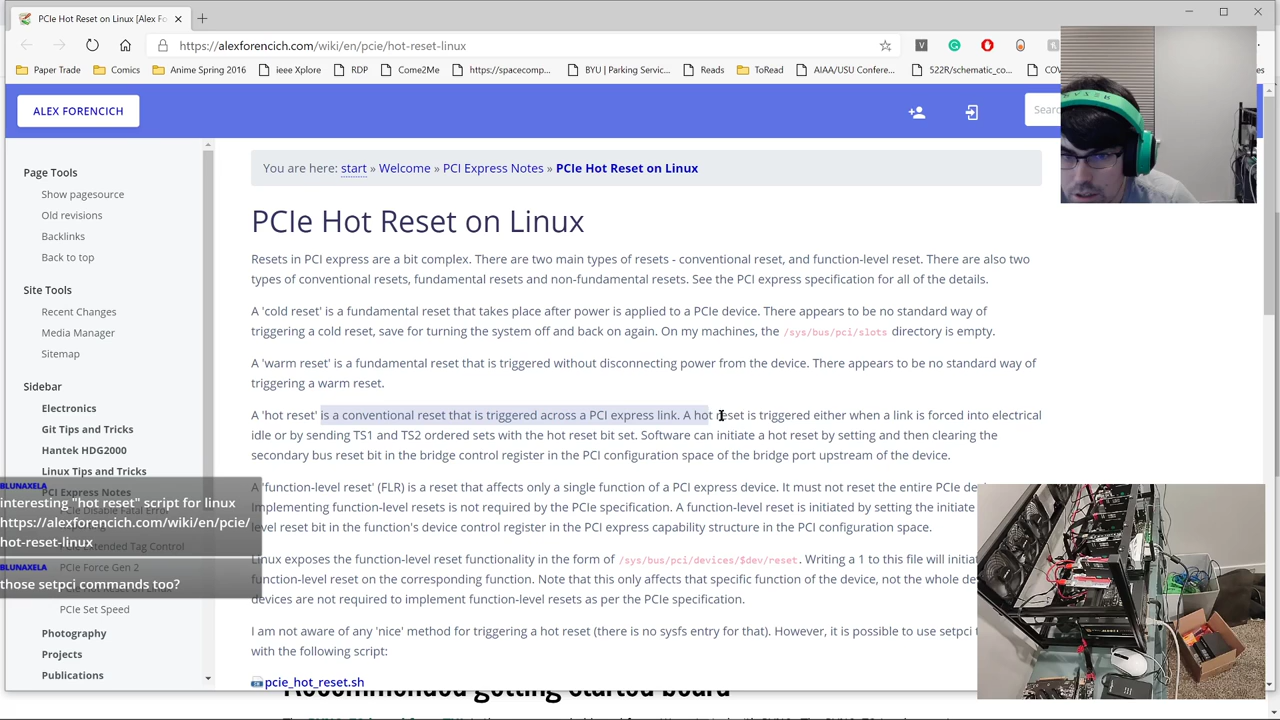 PCIe Hot Reset on Linux [Alex Fo
https://alexforencich.com/wiki/en/pcie/hot-reset-linux
Paper Trade
Comics
Anime Spring 2016
Ieee Xplore
Come2Me
https://spacecomp...
BYU | Parking Servic...
Reads
ToRead
AIAA/USU Confere...
522R/schematic_co...
ALEX FORENCICH
Page Tools
Show pagesource
Old revisions
Backlinks
Back to top
Site Tools
Recent Changes
Media Manager
Sitemap
Sidebar
Electronics
Git Tips and Tricks
Hantek HDG2000
Linux Tips and Tricks
PCI Express Notes
PCIe Disable Fatal Error
PCIe Extended Tag Control
PCIe Force Gen 2
PCIe Set Speed
Photography
Projects
Publications
You are here: start » Welcome » PCI Express Notes » PCIe Hot Reset on Linux
PCIe Hot Reset on Linux
Resets in PCI express are a bit complex. There are two main types of resets - conventional reset, and function-level reset. There are also two
types of conventional resets, fundamental resets and non-fundamental resets. See the PCI express specification for all of the details.
A 'cold reset' is a fundamental reset that takes place after power is applied to a PCIe device. There appears to be no standard way of
triggering a cold reset, save for turning the system off and back on again. On my machines, the /sys/bus/pci/slots directory is empty.
A 'warm reset' is a fundamental reset that is triggered without disconnecting power from the device. There appears to be no standard way of
triggering a warm reset.
A 'hot reset' is a conventional reset that is triggered across a PCI express link. A hot reset is triggered either when a link is forced into electrical
idle or by sending TS1 and TS2 ordered sets with the hot reset bit set. Software can initiate a hot reset by setting and then clearing the
secondary bus reset bit in the bridge control register in the PCI configuration space of the bridge port upstream of the device.
A 'function-level reset' (FLR) is a reset that affects only a single function of a PCI express device. It must not reset the entire PCIe de
Implementing function-level resets is not required by the PCIe specification. A function-level reset is initiated by setting the initiate
level reset bit in the function's device control register in the PCI express capability structure in the PCI configuration space.
Linux exposes the function-level reset functionality in the form of /sys/bus/pci/devices/$dev/reset. Writing a 1 to this file will initia
function-level reset on the corresponding function. Note that this only affects that specific function of the device, not the whole de
devices are not required to implement function-level resets as per the PCIe specification.
I am not aware of any 'nice' method for triggering a hot reset (there is no sysfs entry for that). However possible to use setpci t
with the following script:
pcie_hot_reset.sh
Recommended getting started board
BLUNAXELA
interesting "hot reset" script for linux
https://alexforencich.com/wiki/en/pcie/
hot-reset-linux
BLUNAXELA
those setpci commands too?